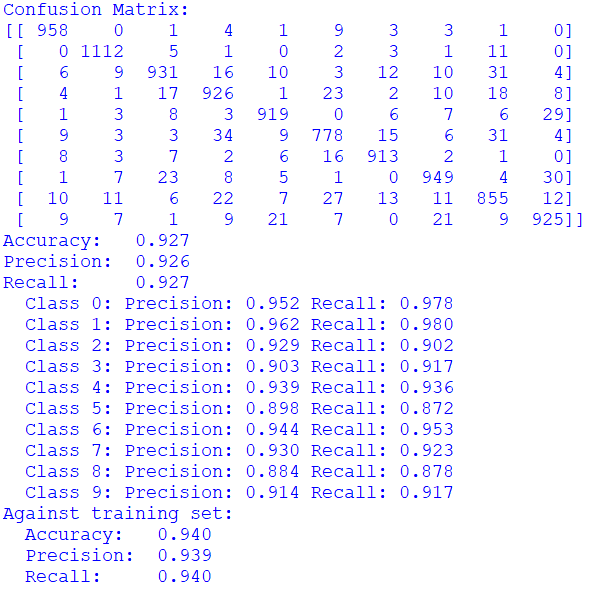 Confusion Matrix:
[[ 958    0    1    4    1    9    3    3    1    0]
 [   0 1112    5    1    0    2    3    1   11    0]
 [   6    9  931   16   10    3   12   10   31    4]
 [   4    1   17  926    1   23    2   10   18    8]
 [   1    3    8    3  919    0    6    7    6   29]
 [   9    3    3   34    9  778   15    6   31    4]
 [   8    3    7    2    6   16  913    2    1    0]
 [   1    7   23    8    5    1    0  949    4   30]
 [  10   11    6   22    7   27   13   11  855   12]
 [   9    7    1    9   21    7    0   21    9  925]]
Accuracy:   0.927
Precision:  0.926
Recall:     0.927
  Class 0: Precision: 0.952 Recall: 0.978
  Class 1: Precision: 0.962 Recall: 0.980
  Class 2: Precision: 0.929 Recall: 0.902
  Class 3: Precision: 0.903 Recall: 0.917
  Class 4: Precision: 0.939 Recall: 0.936
  Class 5: Precision: 0.898 Recall: 0.872
  Class 6: Precision: 0.944 Recall: 0.953
  Class 7: Precision: 0.930 Recall: 0.923
  Class 8: Precision: 0.884 Recall: 0.878
  Class 9: Precision: 0.914 Recall: 0.917
Against training set:
  Accuracy:   0.940
  Precision:  0.939
  Recall:     0.940